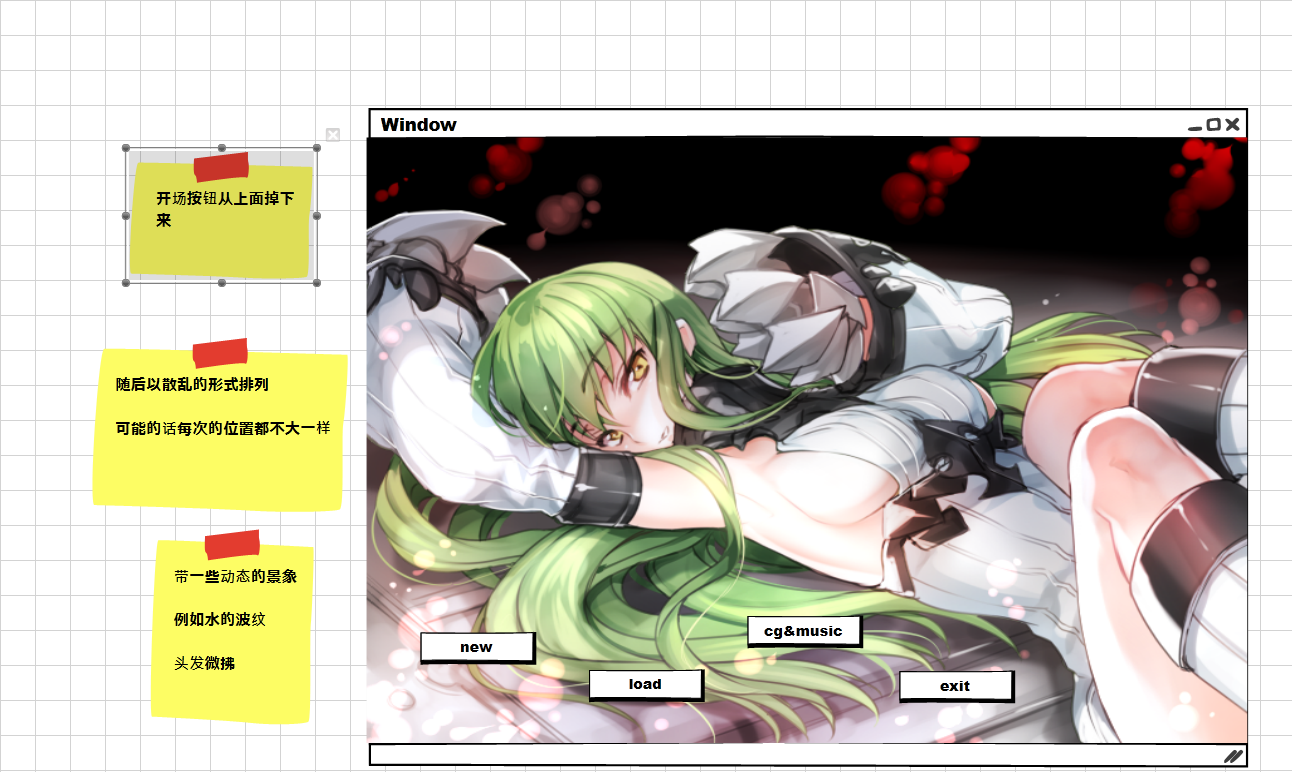 Window
开场按钮从上面掉下
来
随后以散乱的形式排列
可能的话每次的位置都不大一样
带一些动态的景象
例如水的波纹
头发微拂
new
load
cg&music
exit